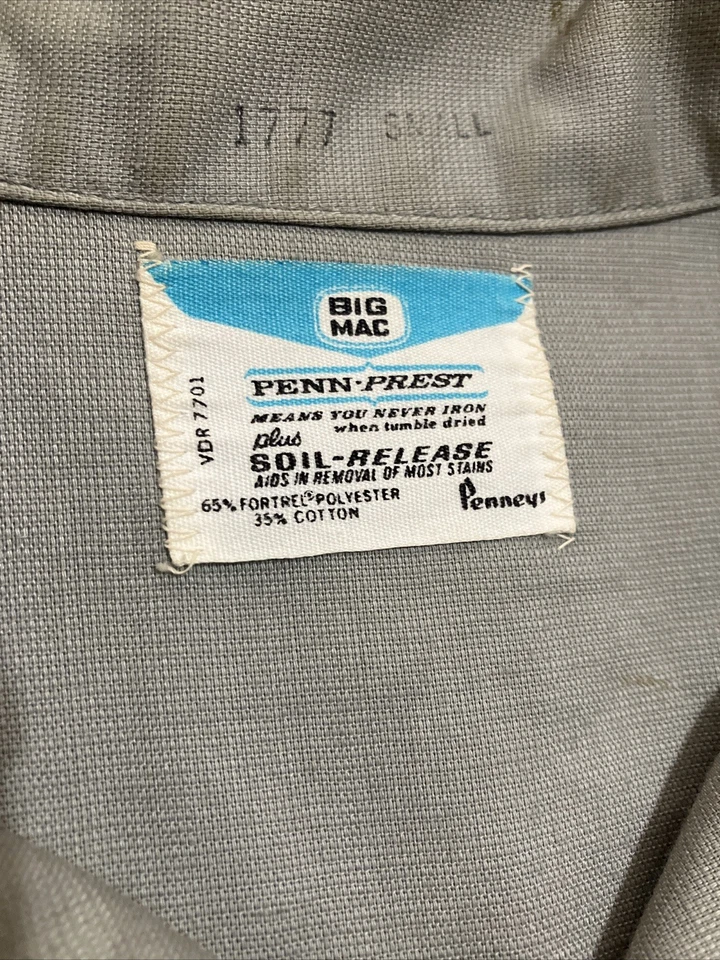 1777 SMALL
BIG
MAC
PENN-PREST
MEANS YOU NEVER IRON
when tumble dried
plus
SOIL-RELEASE
AIDS IN REMOVAL OF MOST STAINS
65% FORTREL® POLYESTER
35% COTTON
Penneys
VDR 7701